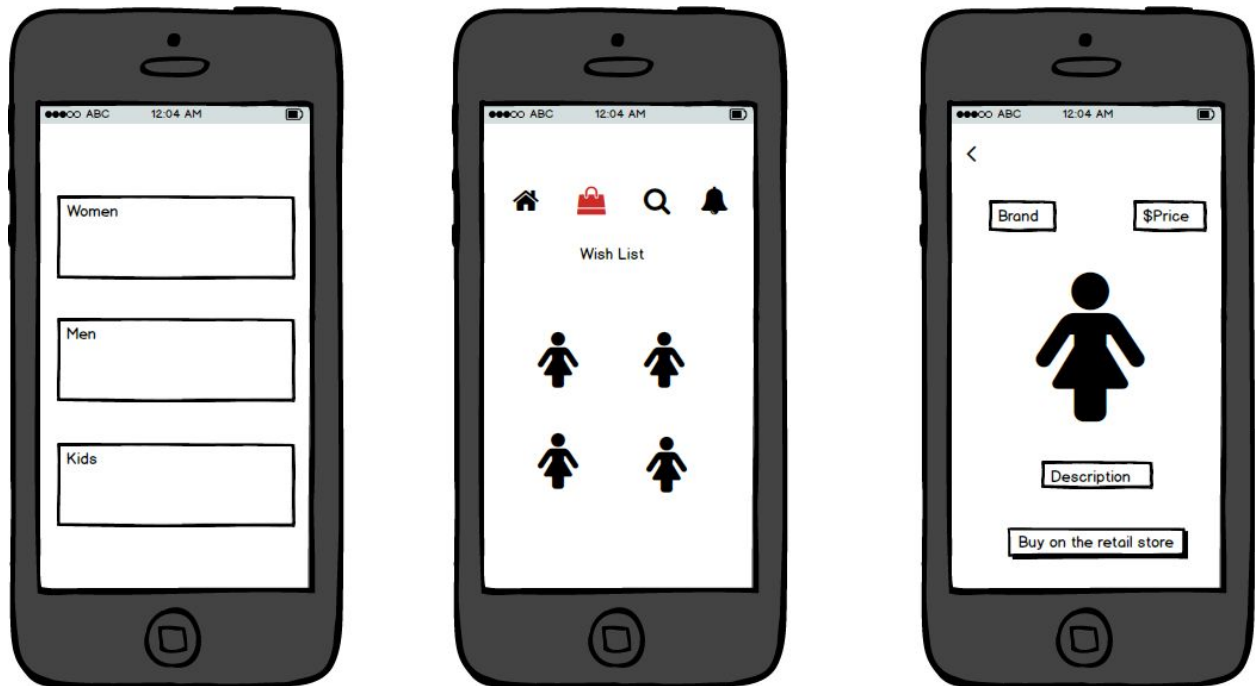 ABC 12:04 AM
Women
Men
Kids
ABC 12:04 AM
Wish List
ABC 12:04 AM
Brand $Price
Description
Buy on the retail store